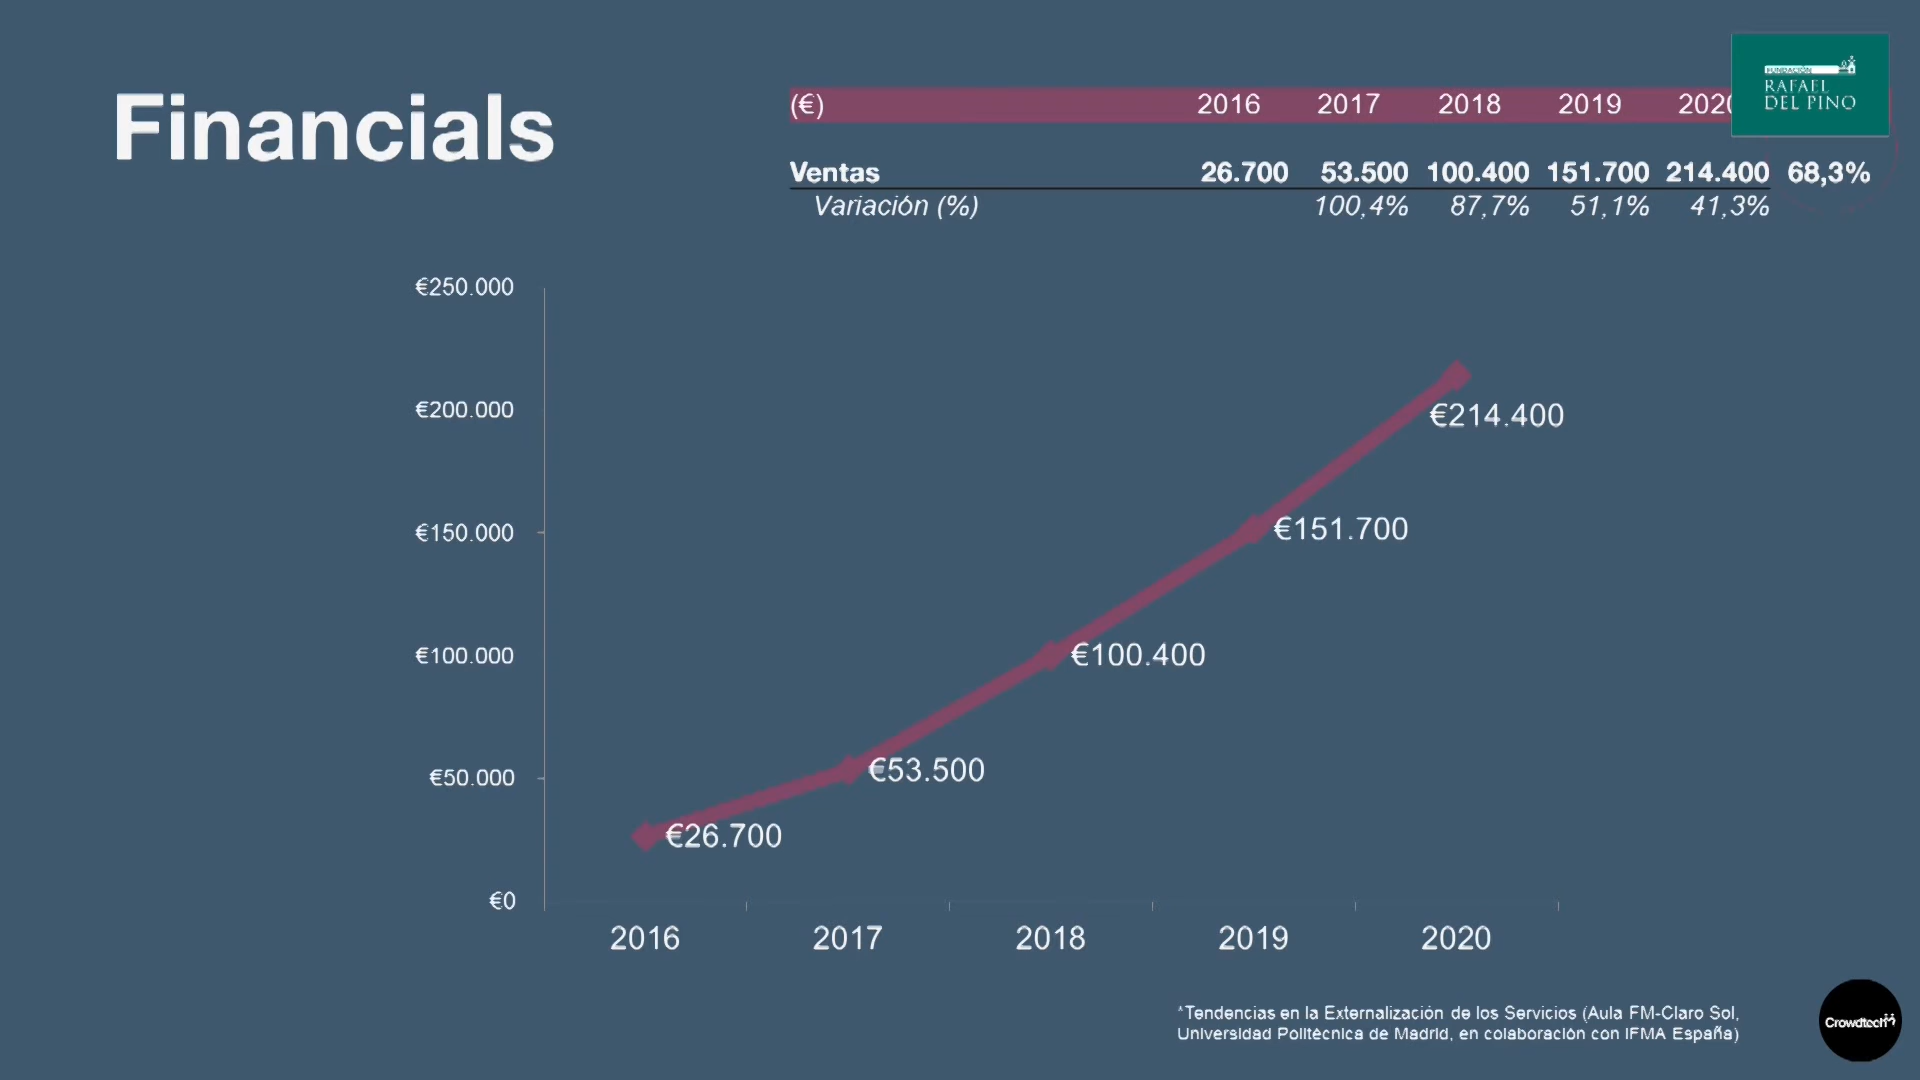 Financials
(€) 2016 2017 2018 2019 202
FUNDACIÓN
RAFAEL
DEL PINO
Ventas 26.700 53.500 100.400 151.700 214.400 68,3%
Variación (%) 100,4% 87,7% 51,1% 41,3%
€250.000
€200.000
€150.000
€100.000
€50.000
€0
€214.400
€151.700
€100.400
€53.500
€26.700
2016 2017 2018 2019 2020
*Tendencias en la Externalización de los Servicios (Aula FM-Claro Sol,
Universidad Politécnica de Madrid, en colaboración con IFMA España)
Crowdtech